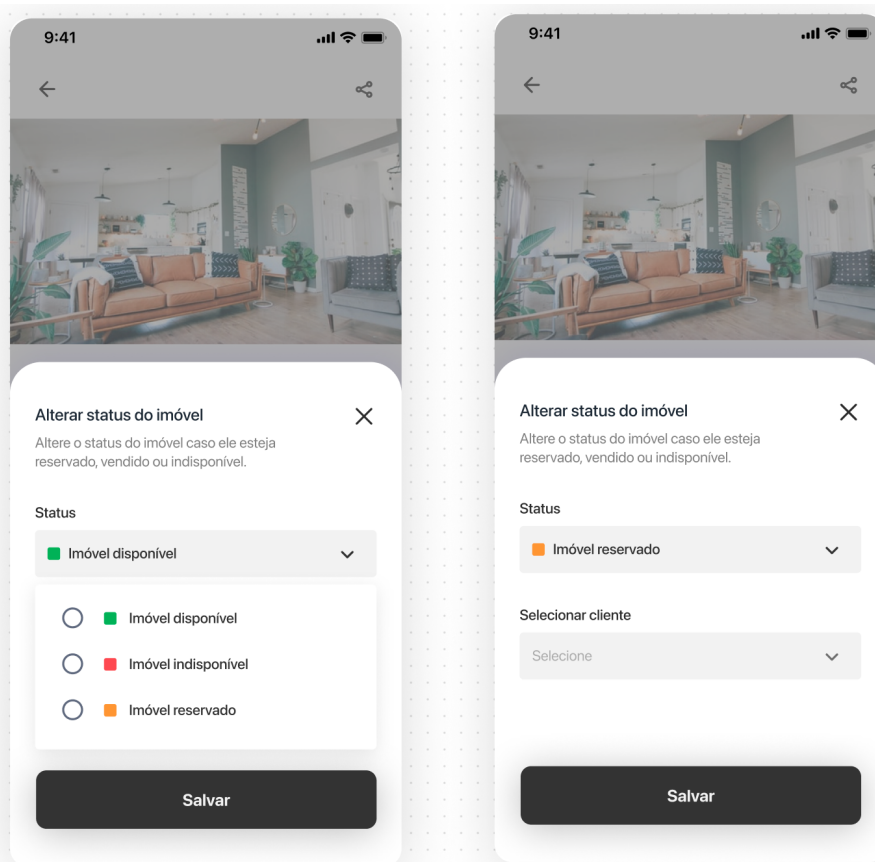 9:41
Alterar status do imóvel
Altere o status do imóvel caso ele esteja
reservado, vendido ou indisponível.
Status
Imóvel disponível
Imóvel disponível
Imóvel indisponível
Imóvel reservado
Salvar
9:41
Alterar status do imóvel
Altere o status do imóvel caso ele esteja
reservado, vendido ou indisponível.
Status
Imóvel reservado
Selecionar cliente
Selecione
Salvar